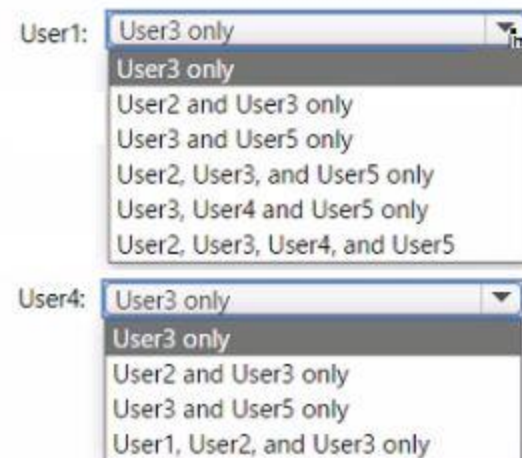 User1: User3 only
User3 only
User2 and User3 only
User3 and User5 only
User2, User3, and User5 only
User3, User4 and User5 only
User2, User3, User4, and User5
User4: User3 only
User3 only
User2 and User3 only
User3 and User5 only
User1, User2, and User3 only